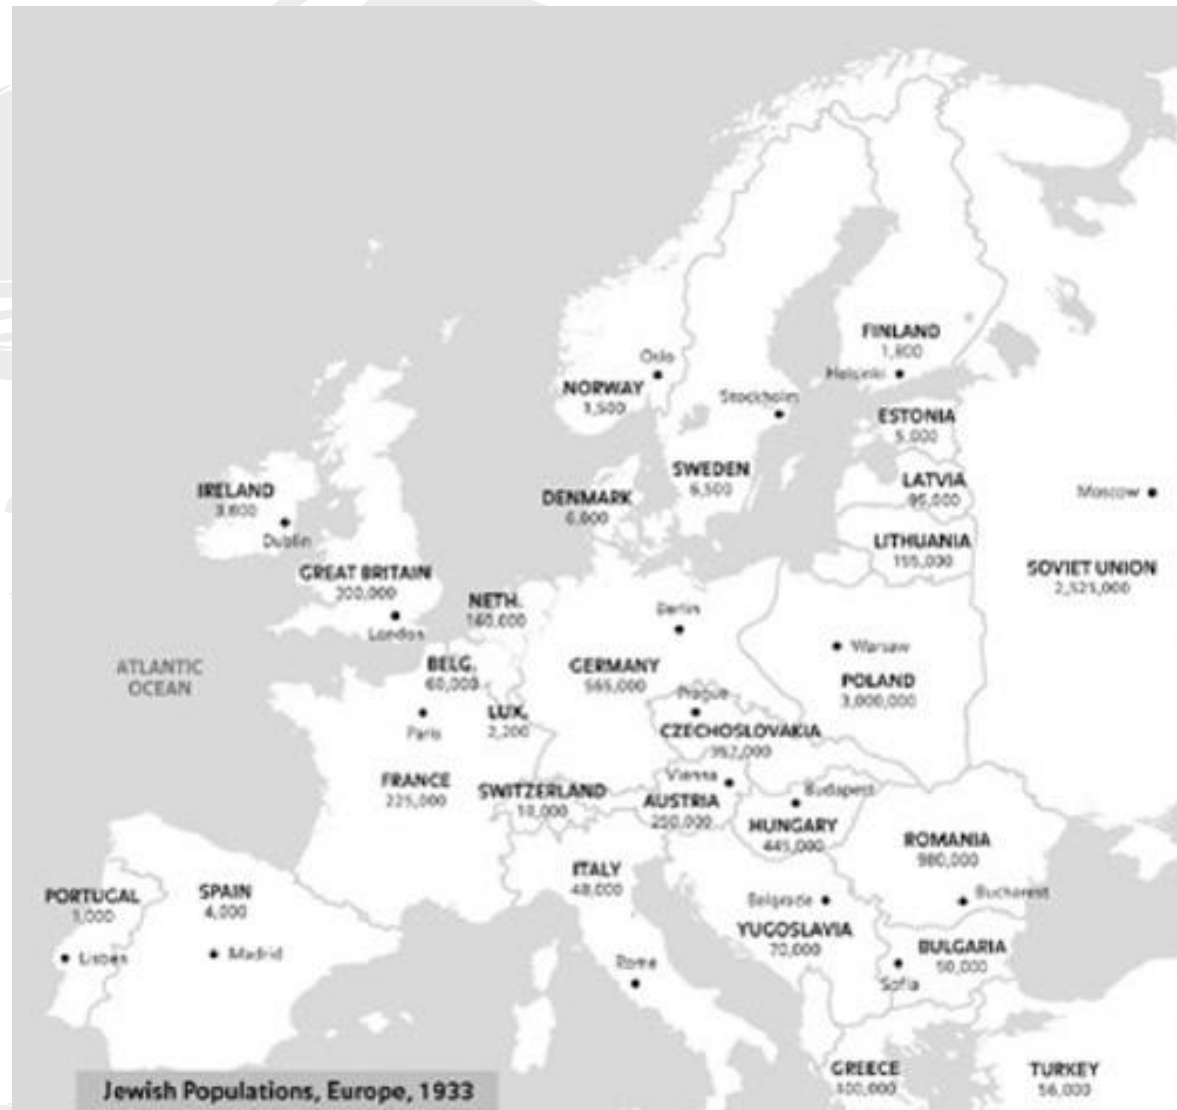 FINLAND
1,800
Oslo
Helsinki
NORWAY
1,500
Stockholm
ESTONIA
5,000
SWEDEN
6,500
LATVIA
95,000
IRELAND
3,600
DENMARK
Moscow
Dublin
LITHUANIA
155,000
GREAT BRITAIN
300,000
SOVIET UNION
2,525,000
NETH.
160,000
Berlin
London
Warsaw
ATLANTIC
OCEAN
BELG.
60,000
GERMANY
565,000
POLAND
3,000,000
Prague
LUX.
2,200
Paris
CZECHOSLOVAKIA
FRANCE
225,000
SWITZERLAND
18,000
Vienna
AUSTRIA
250,000
Budapest
HUNGARY
445,000
ROMANIA
980,000
ITALY
48,000
PORTUGAL
SPAIN
4,000
Belgrade
Bucharest
YUGOSLAVIA
70,000
BULGARIA
50,000
Lisbon
Madrid
Rome
Sofia
GREECE
100,000
TURKEY
56,000
Jewish Populations, Europe, 1933